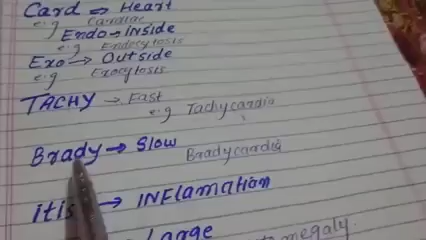 Card ⇔ Heart
e.g Cardiac
Endo → Inside
e.g Endocytosis
Exo → Outside
e.g Exocytosis
TACHY → Fast
e.g Tachycardia
Brady → Slow
Bradycardia
itis → INFlamation
Large
megaly.